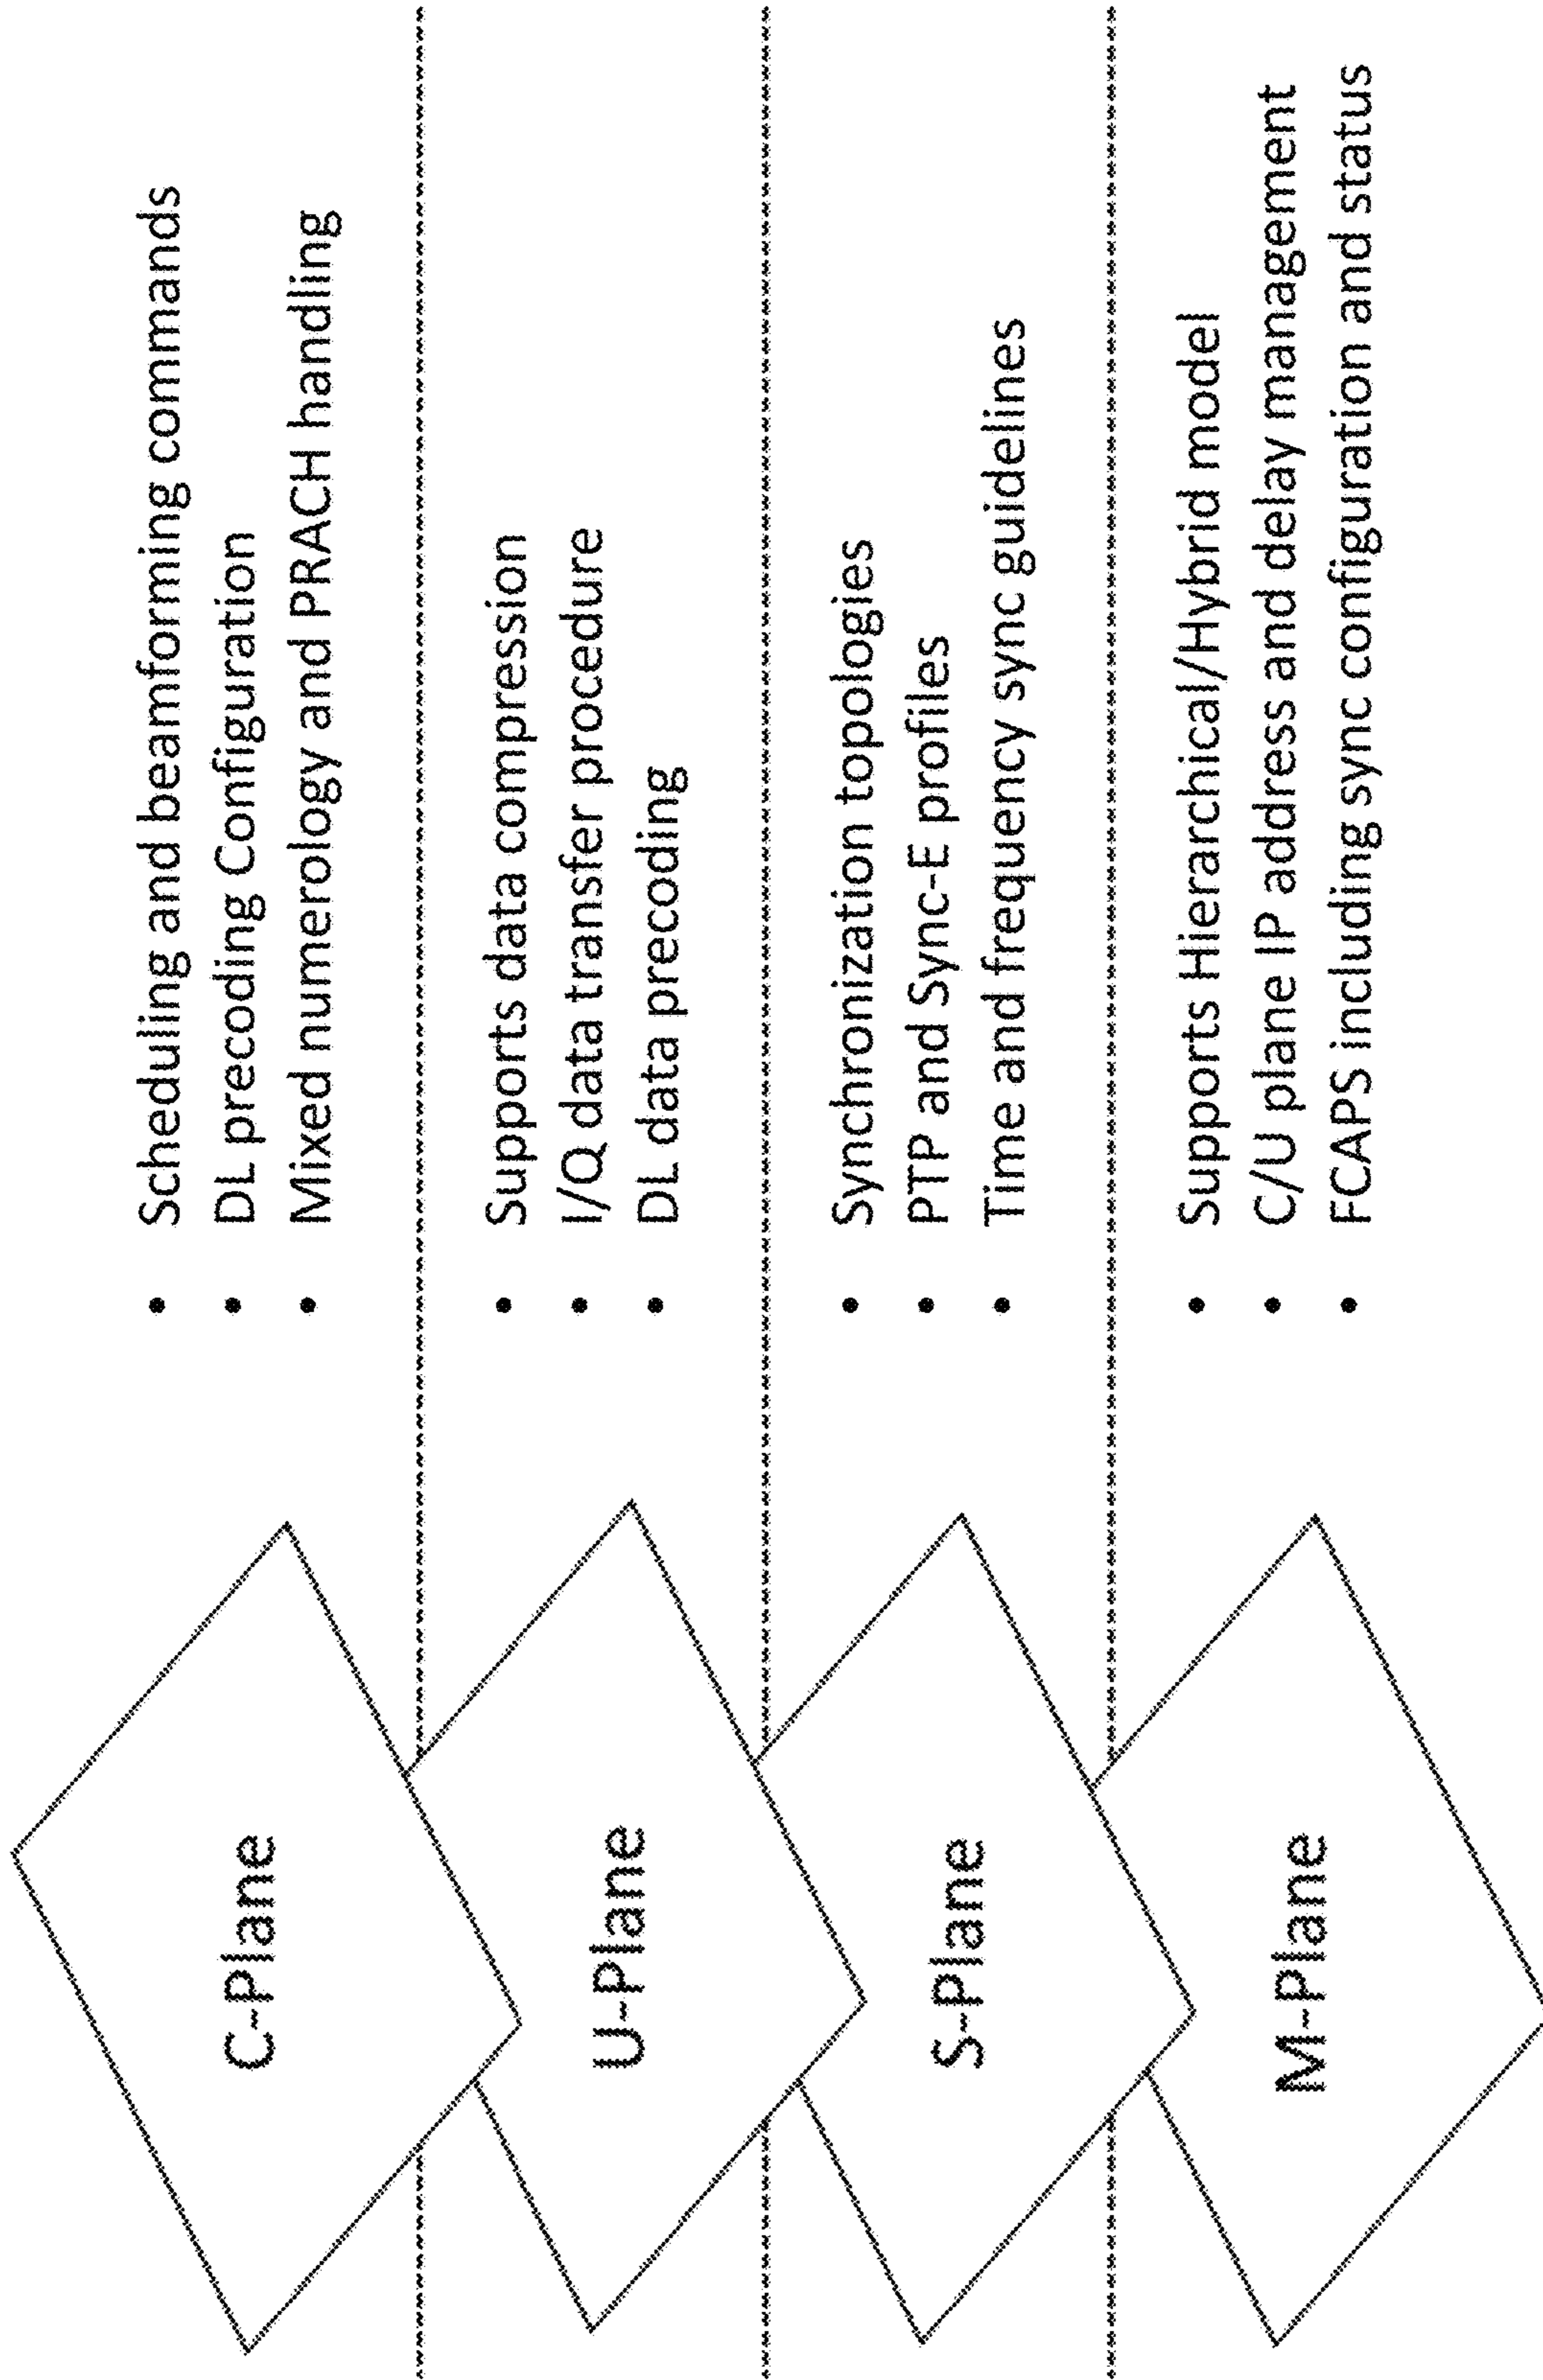 C-Plane
• Scheduling and beamforming commands
• DL precoding Configuration
• Mixed numerology and PRACH handling
U-Plane
• Supports data compression
• I/Q data transfer procedure
• DL data precoding
S-Plane
• Synchronization topologies
• PTP and Sync-E profiles
• Time and frequency sync guidelines
M-Plane
• Supports Hierarchical/Hybrid model
• C/U plane IP address and delay management
• FCAPS including sync configuration and status